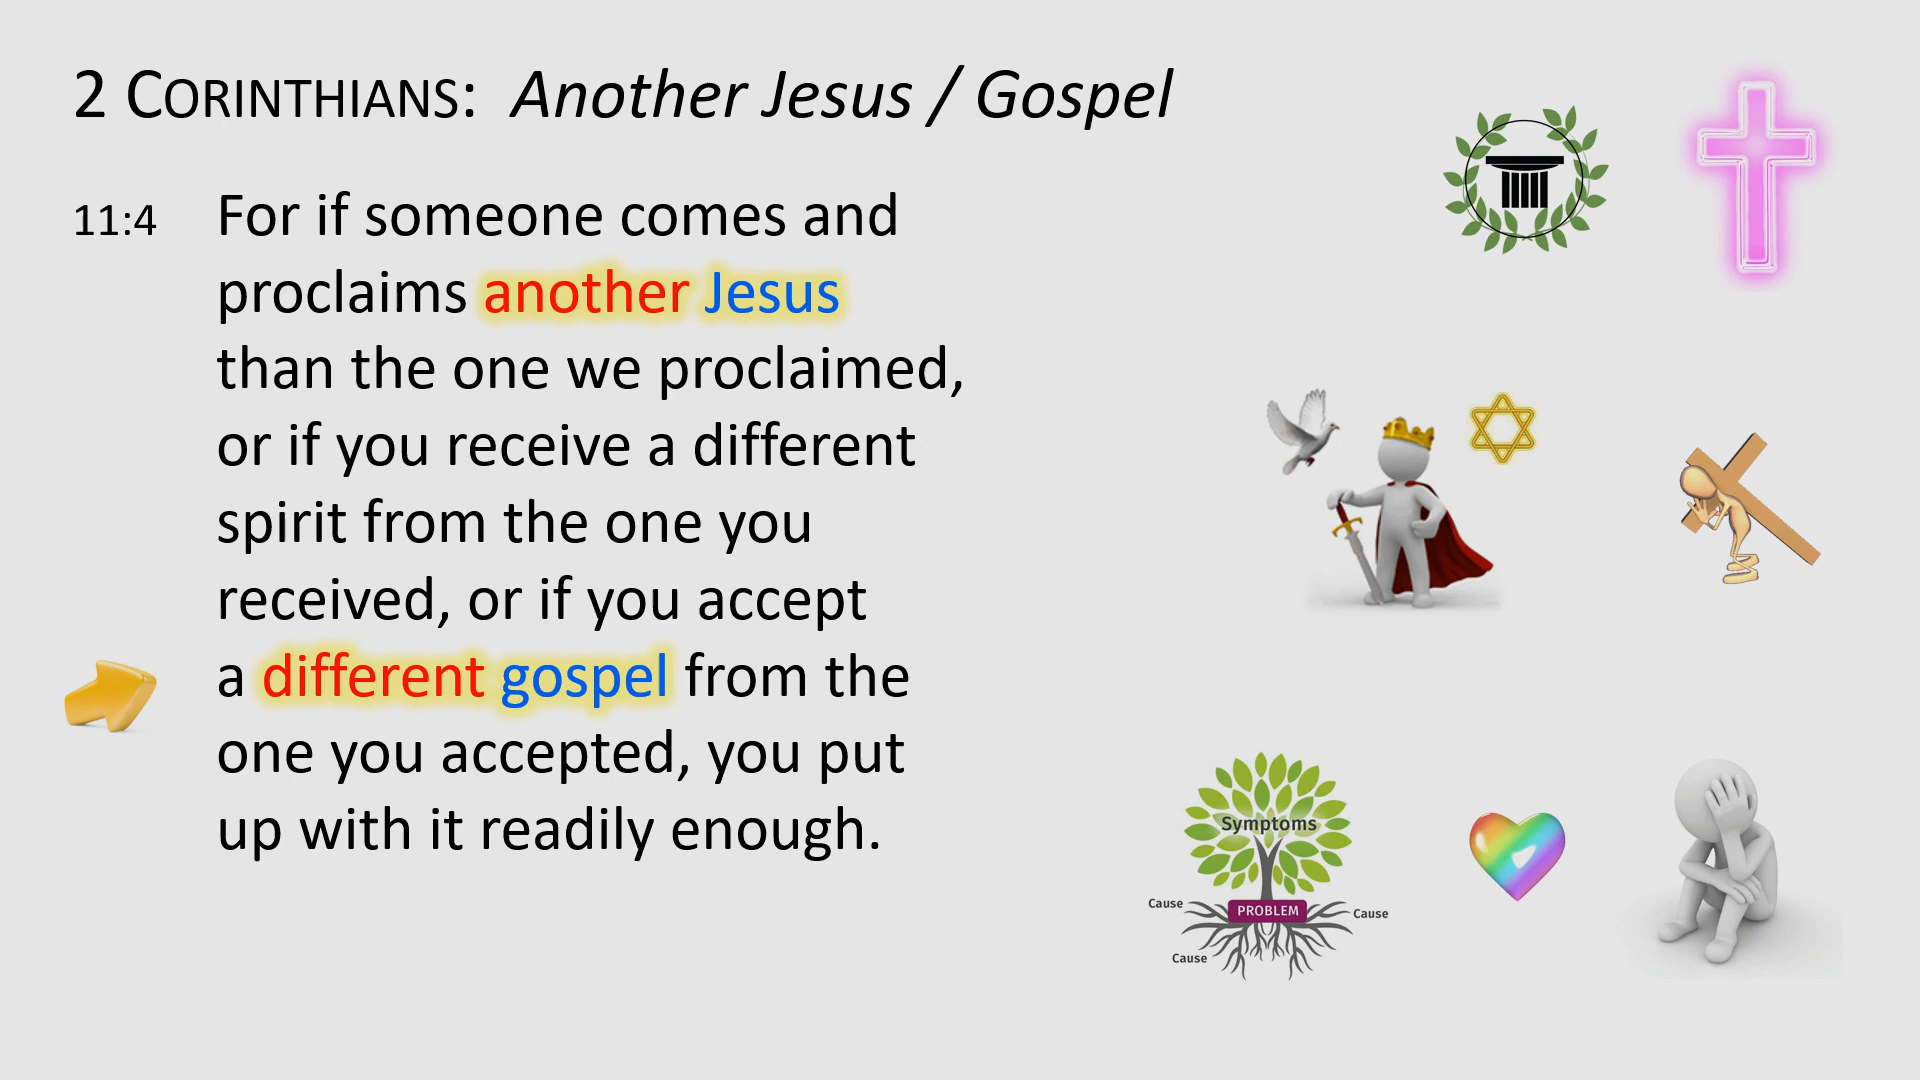 2 CORINTHIANS: Another Jesus / Gospel
11:4 For if someone comes and
proclaims another Jesus
than the one we proclaimed,
or if you receive a different
spirit from the one you
received, or if you accept
a different gospel from the
one you accepted, you put
up with it readily enough.
Symptoms
PROBLEM
Cause
Cause
Cause